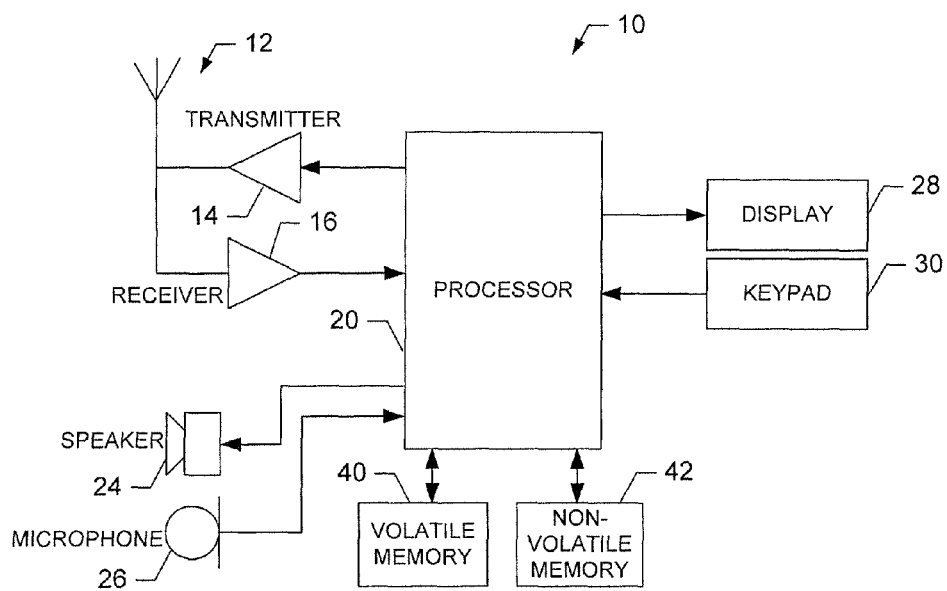 12
10
TRANSMITTER
14
16
RECEIVER
PROCESSOR
20
DISPLAY
28
KEYPAD
30
SPEAKER
24
MICROPHONE
26
40
VOLATILE
MEMORY
42
NON-
VOLATILE
MEMORY